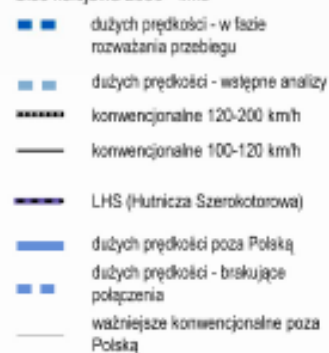 dużych prędkości - w fazie
rozważania przebiegu
dużych prędkości - wstępne analizy
konwencjonalne 120-200 km/h
konwencjonalne 100-120 km/h
LHS (Hutnicza Szerokotorowa)
dużych prędkości poza Polską
dużych prędkości - brakujące
połączenia
ważniejsze konwencjonalne poza
Polską